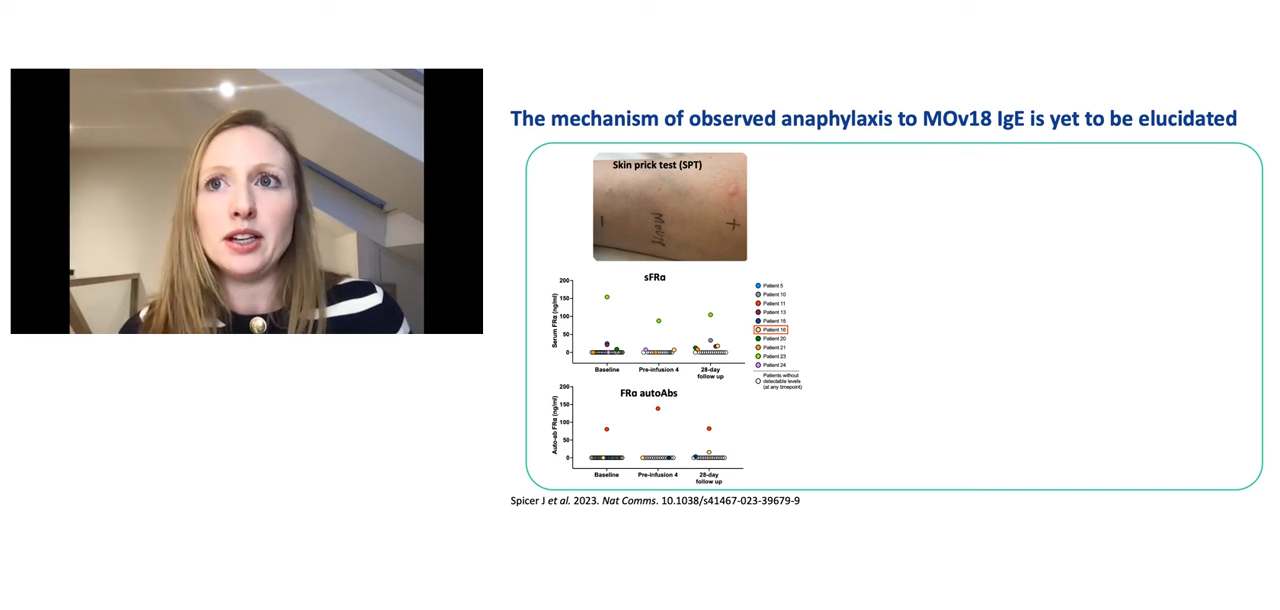 The mechanism of observed anaphylaxis to MOv18 IgE is yet to be elucidated
Skin prick test (SPT)
-
MOv18
+
sFRα
Serum FRα (ng/ml)
200
150
100
50
0
Baseline
Pre-infusion 4
28-day
follow up
Patient 5
Patient 10
Patient 11
Patient 13
Patient 15
Patient 16
Patient 20
Patient 21
Patient 23
Patient 24
Patients without
detectable levels
(at any timepoint)
FRα autoAbs
Auto-ab FRα (ng/ml)
200
150
100
50
0
Baseline
Pre-infusion 4
28-day
follow up
Spicer J et al. 2023. Nat Comms. 10.1038/s41467-023-39679-9